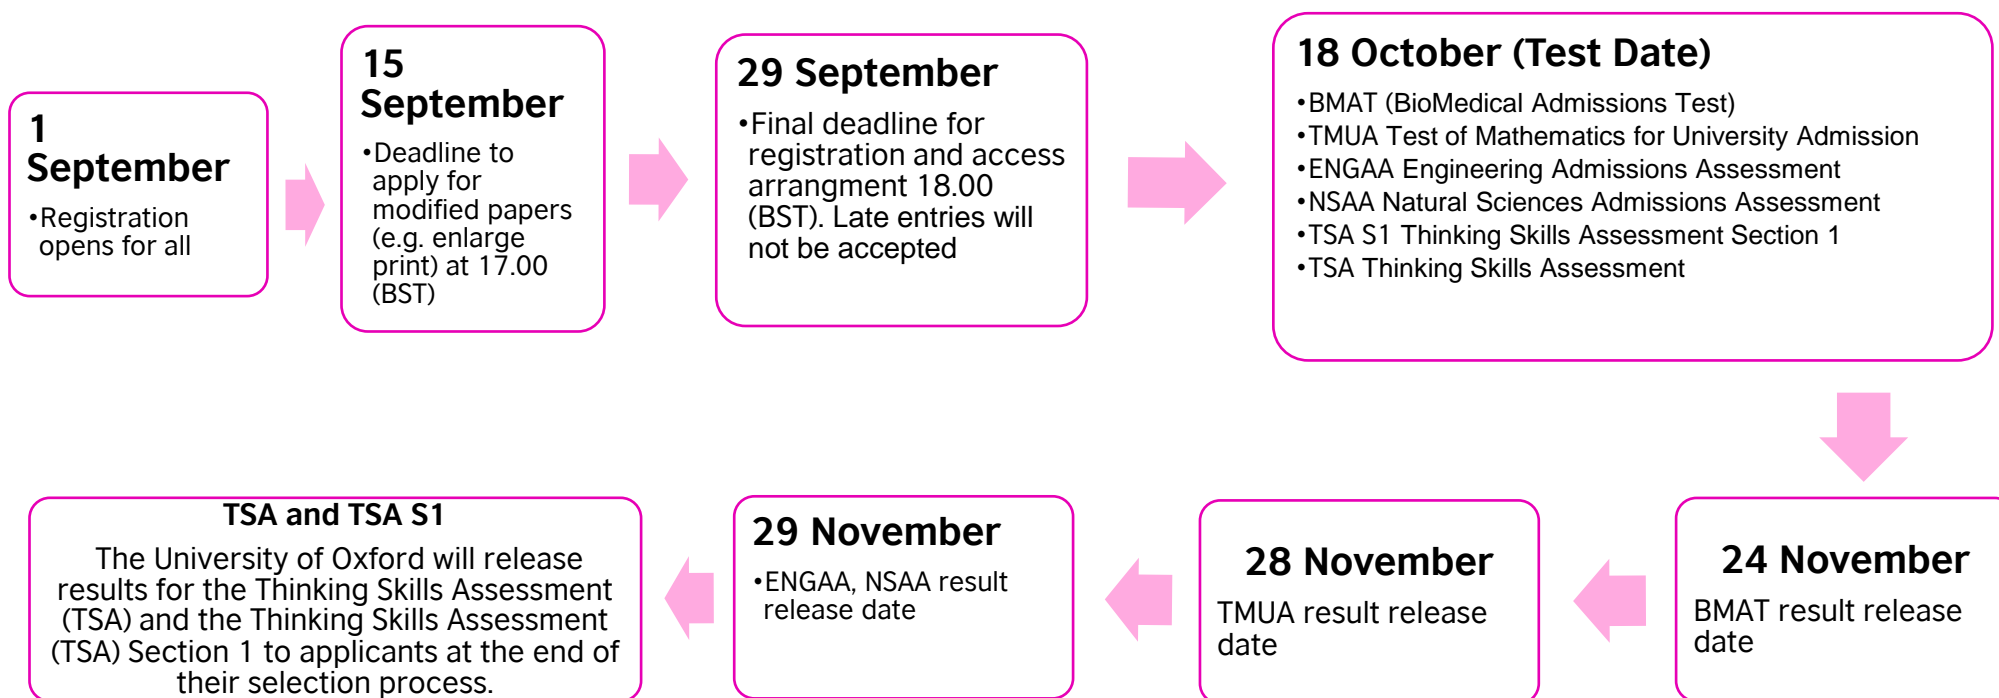 1
September
•Registration
opens for all
15
September
•Deadline to
apply for
modified papers
(e.g. enlarge
print) at 17.00
(BST)
29 September
•Final deadline for
registration and access
arrangment 18.00
(BST). Late entries will
not be accepted
18 October (Test Date)
•BMAT (BioMedical Admissions Test)
•TMUA Test of Mathematics for University Admission
•ENGAA Engineering Admissions Assessment
•NSAA Natural Sciences Admissions Assessment
•TSA S1 Thinking Skills Assessment Section 1
•TSA Thinking Skills Assessment
24 November
BMAT result release
date
28 November
TMUA result release
date
29 November
•ENGAA, NSAA result
release date
TSA and TSA S1
The University of Oxford will release
results for the Thinking Skills Assessment
(TSA) and the Thinking Skills Assessment
(TSA) Section 1 to applicants at the end of
their selection process.